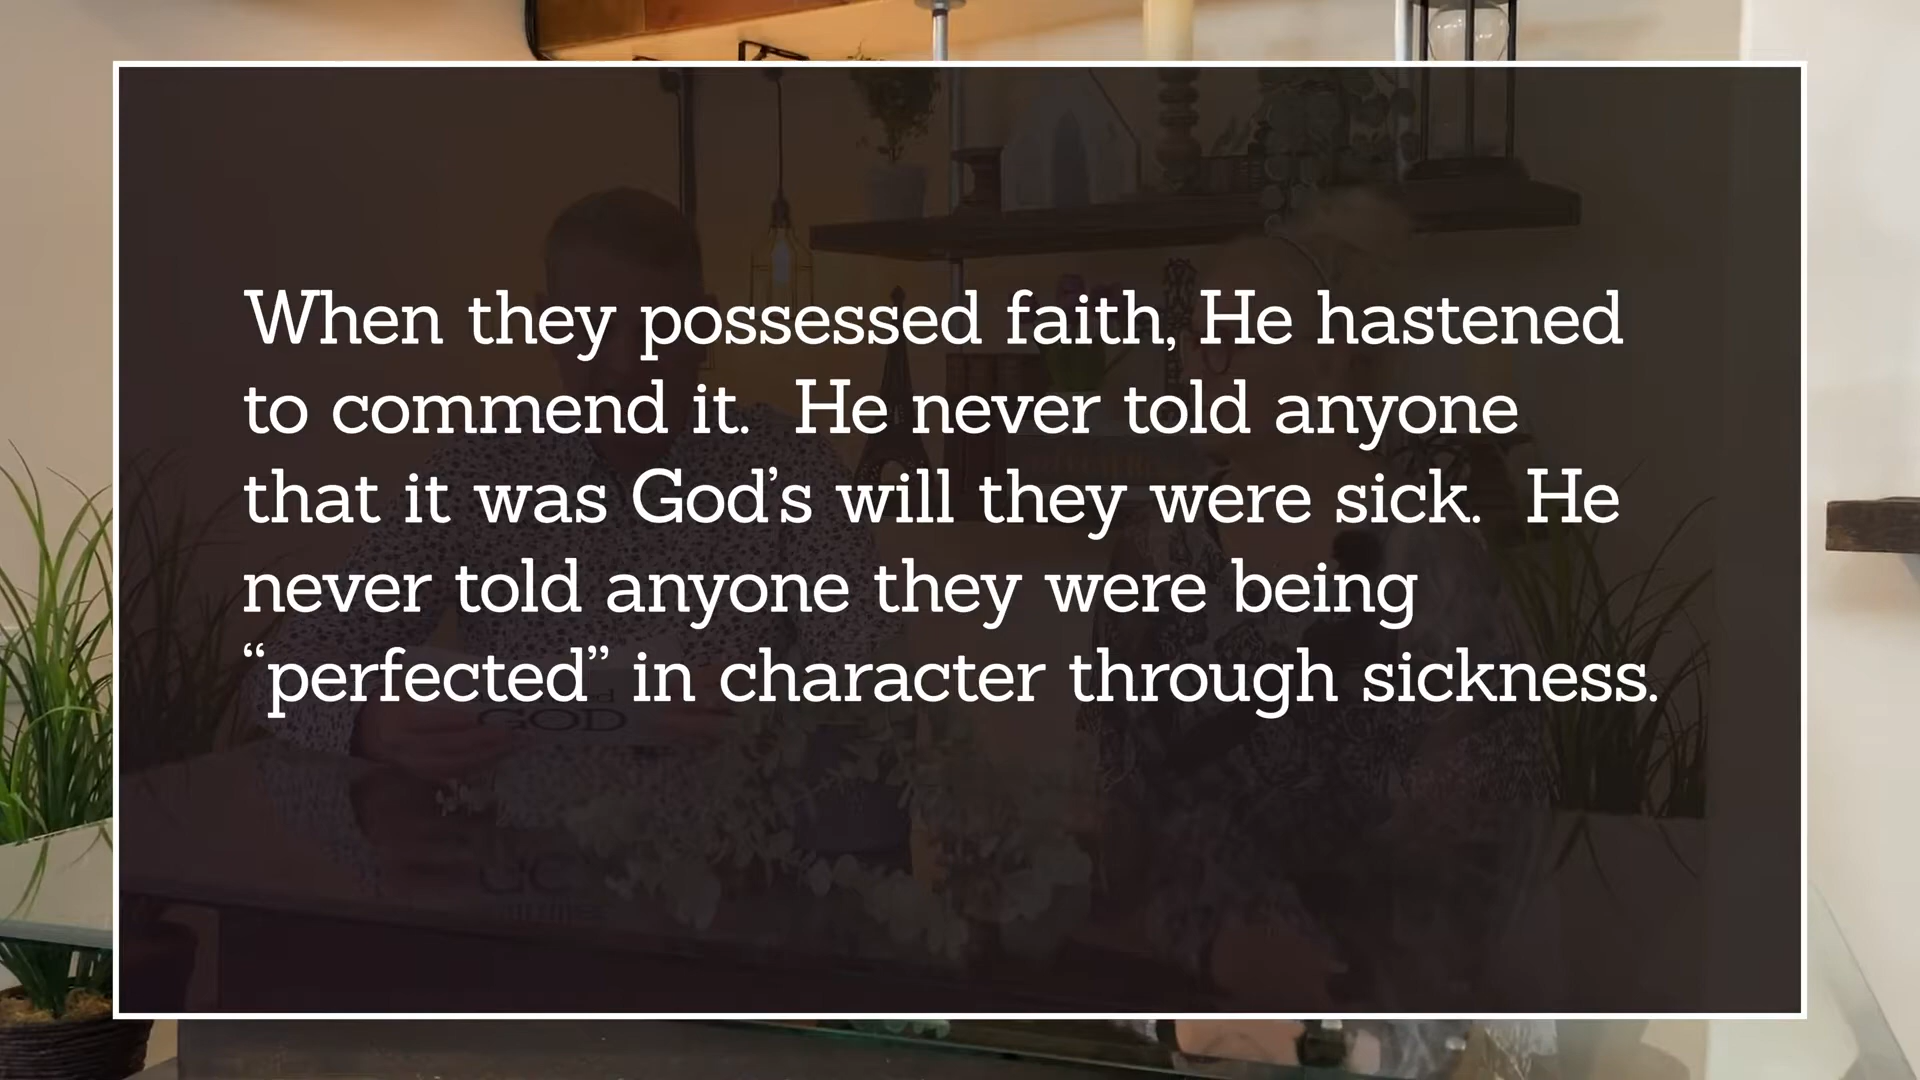 When they possessed faith, He hastened
to commend it.  He never told anyone
that it was God’s will they were sick.  He
never told anyone they were being
“perfected” in character through sickness.
GOD